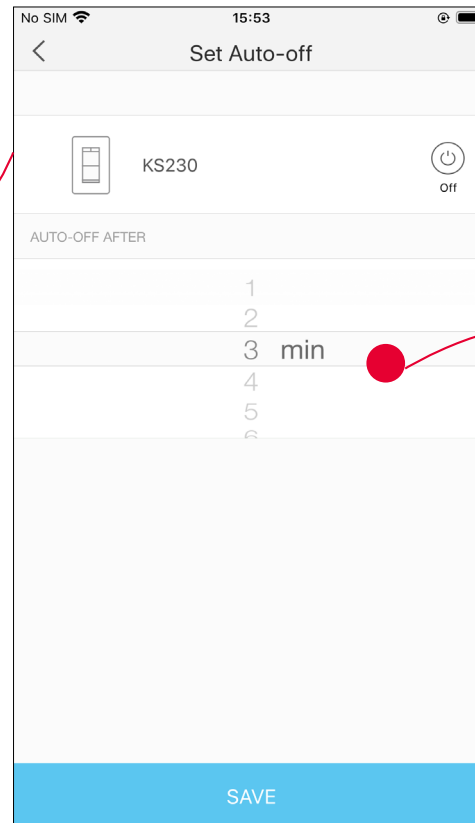 No SIM 15:53
Set Auto-off
KS230
Off
AUTO-OFF AFTER
1
2
3 min
4
5
6
SAVE